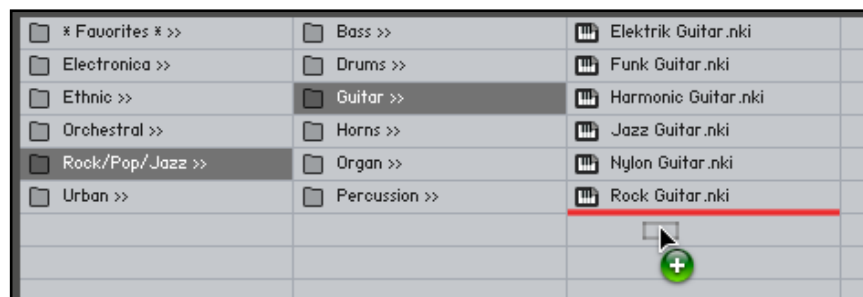 * Favorites * >>
Electronica >>
Ethnic >>
Orchestral >>
Rock/Pop/Jazz >>
Urban >>
Bass >>
Drums >>
Guitar >>
Horns >>
Organ >>
Percussion >>
Elektrik Guitar.nki
Funk Guitar.nki
Harmonic Guitar.nki
Jazz Guitar.nki
Nylon Guitar.nki
Rock Guitar.nki